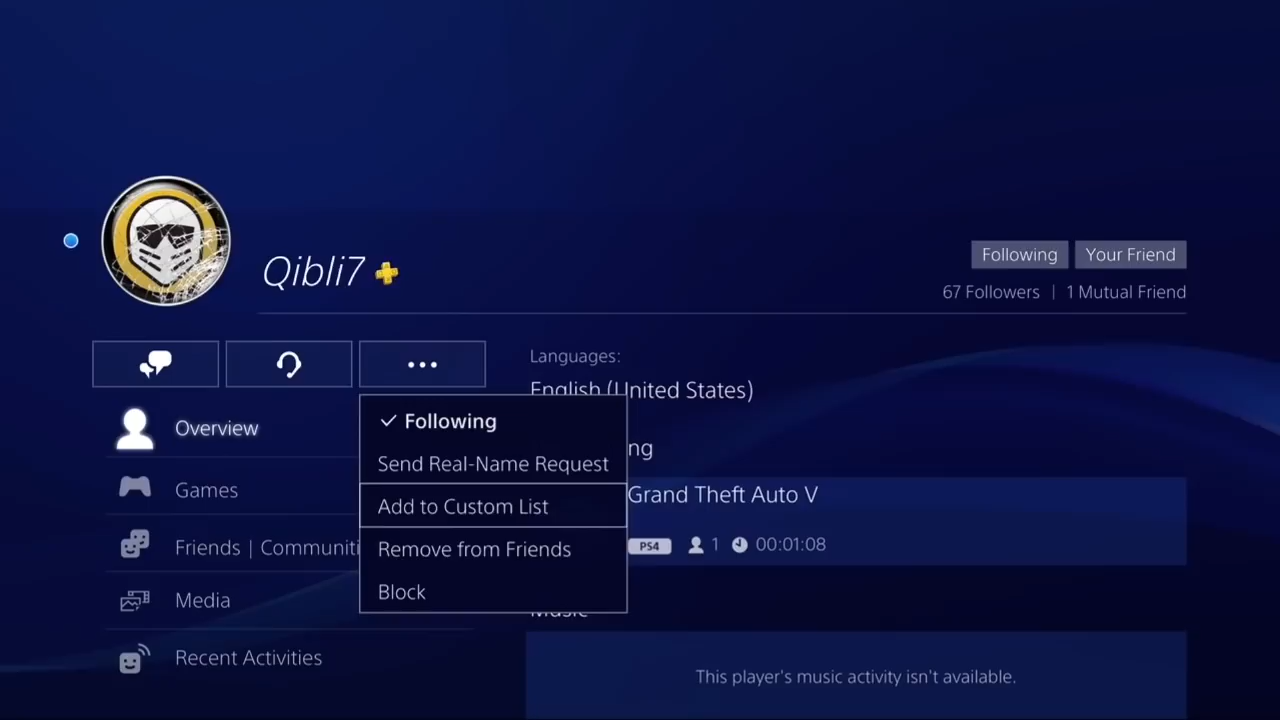 Qibli7
Following
Your Friend
67 Followers | 1 Mutual Friend
...
Languages:
English (United States)
Overview
Games
Friends | Communiti
Media
Recent Activities
✓ Following
Send Real-Name Request
Add to Custom List
Remove from Friends
Block
ng
Grand Theft Auto V
PS4 1 00:01:08
Music
This player's music activity isn't available.